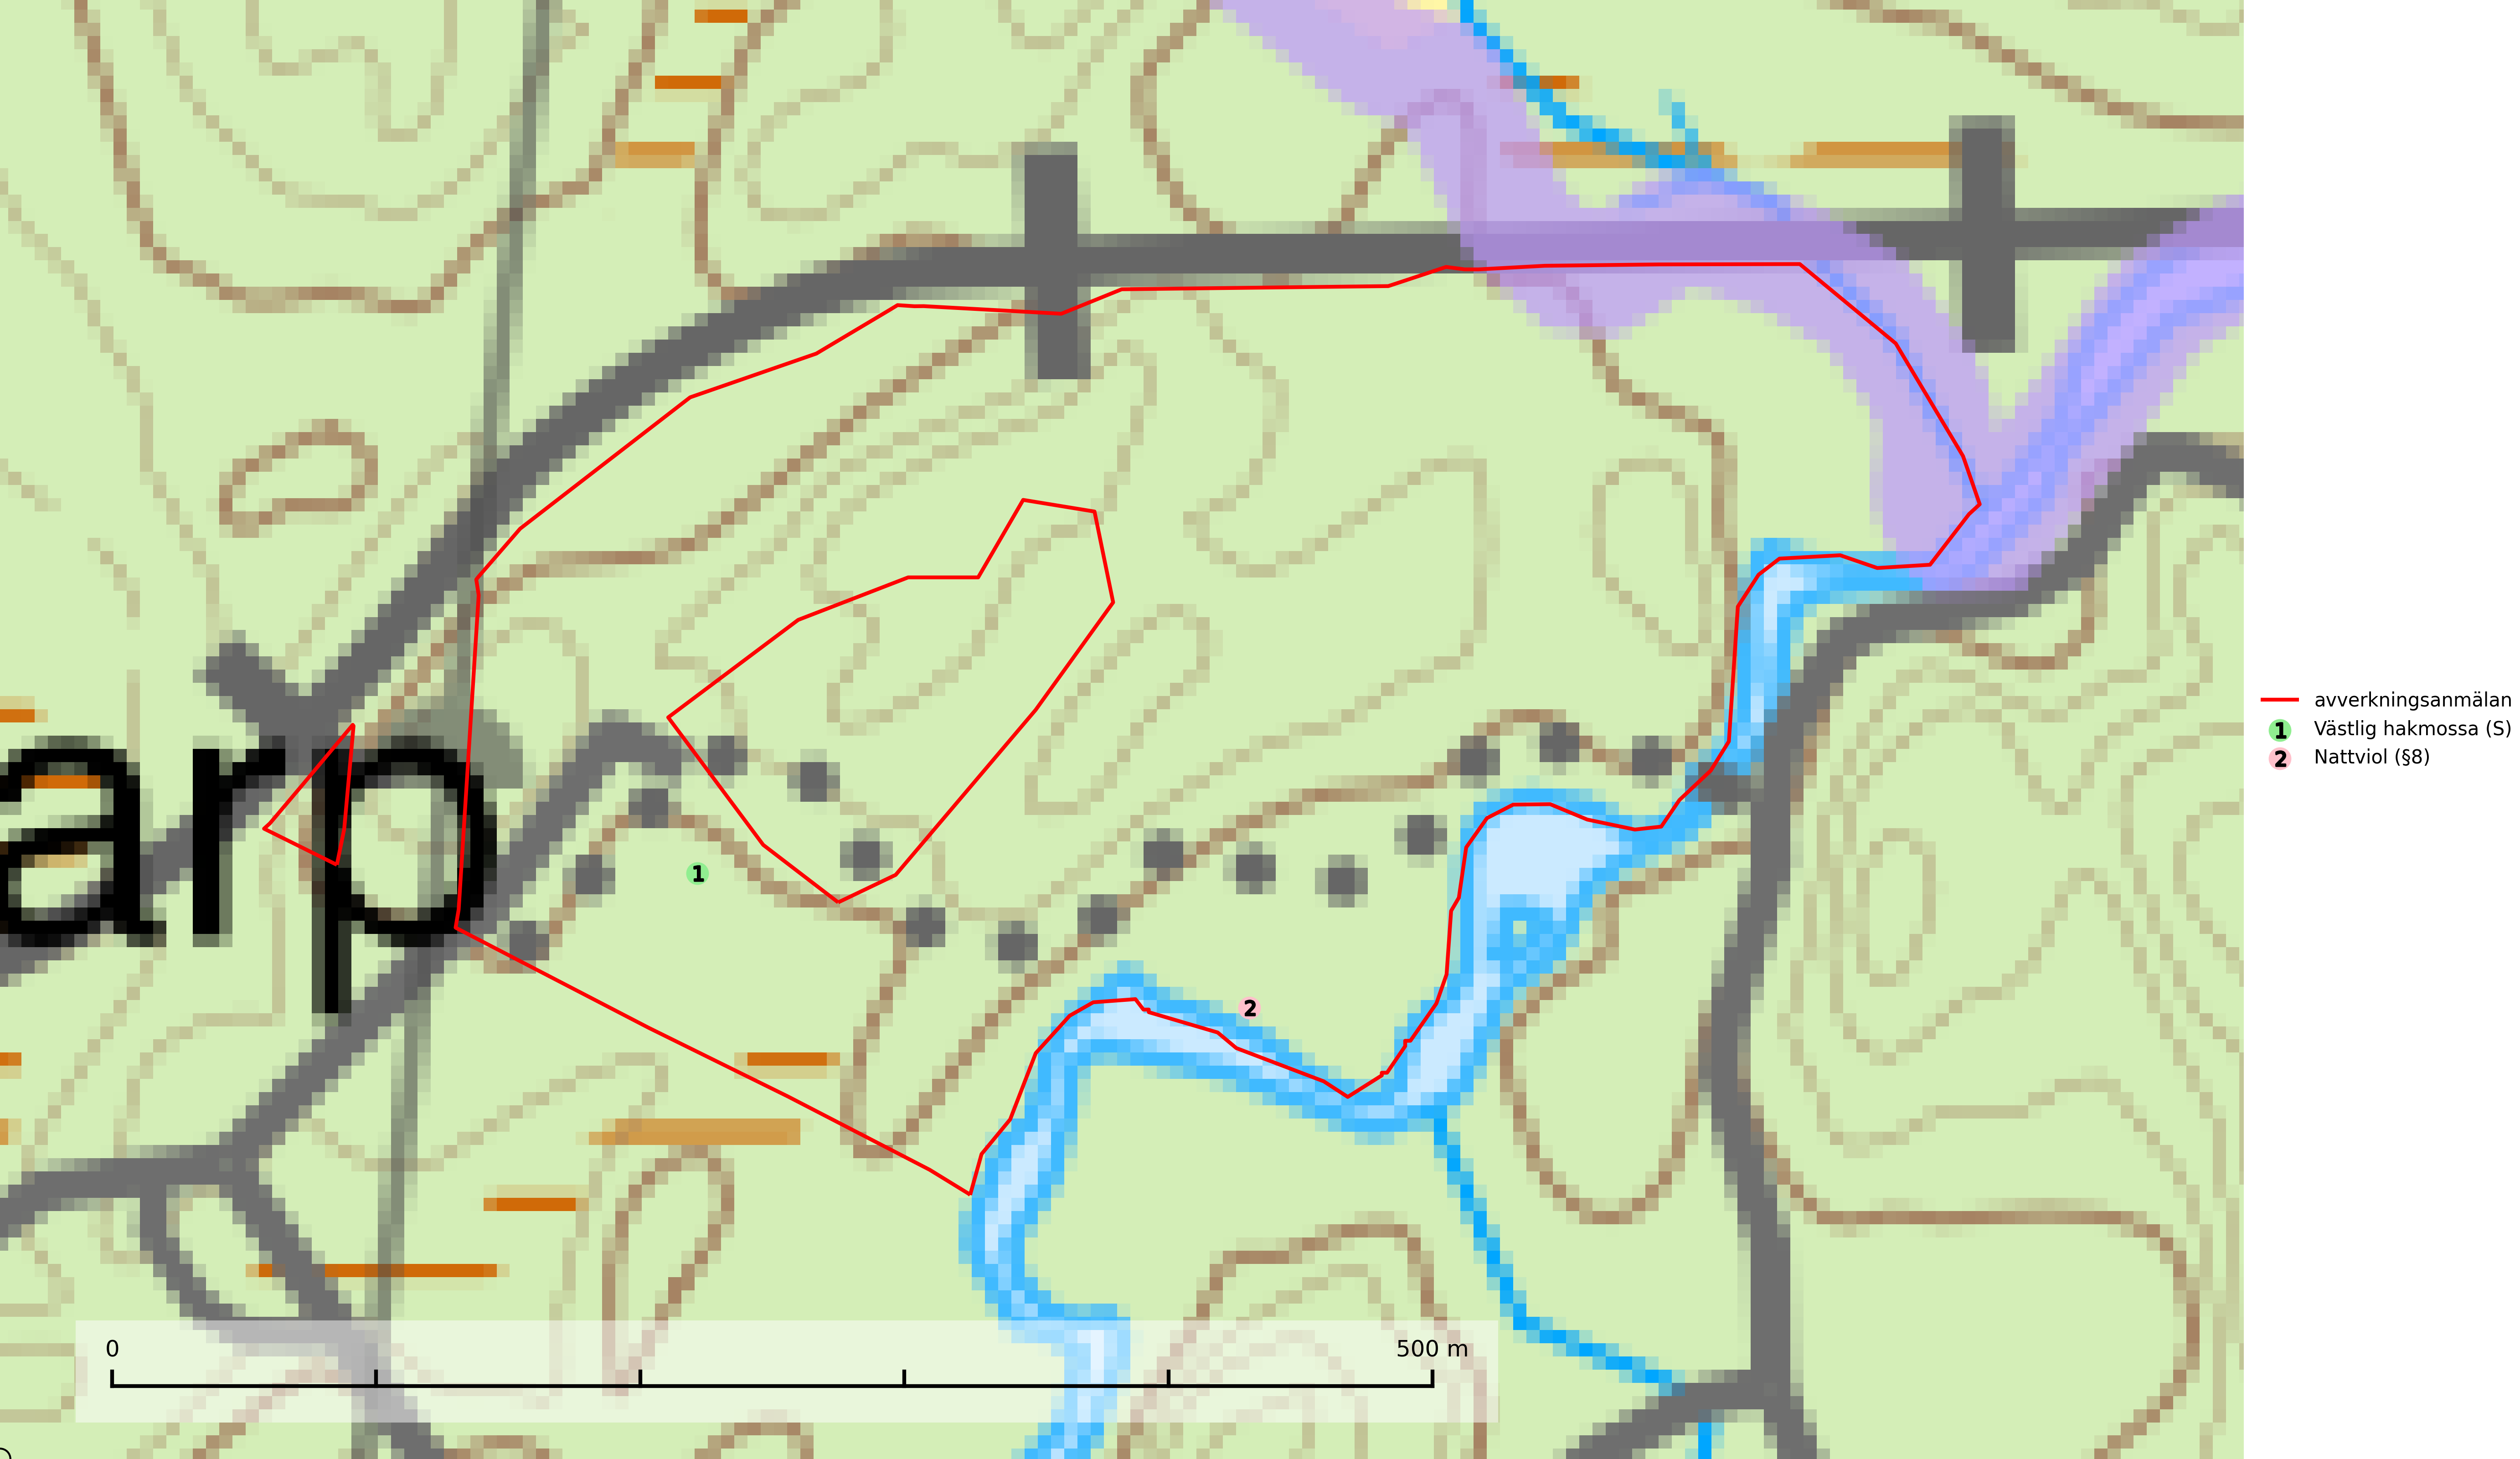 arp
1
2
0 500 m
avverkningsanmälan
1 Västlig hakmossa (S)
2 Nattviol (§8)